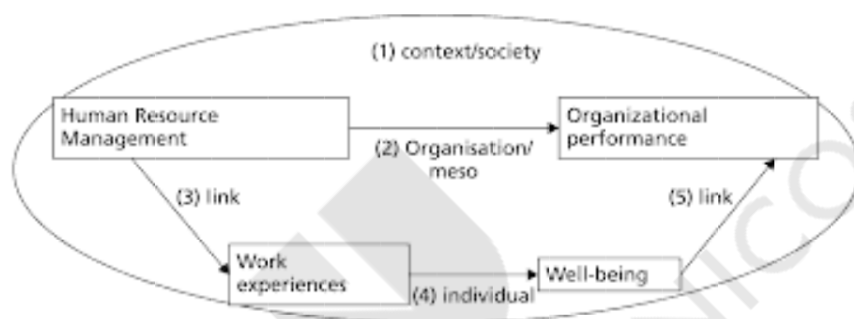 (1) context/society
Human Resource
Management
Organizational
performance
(2) Organisation/
meso
(3) link
(5) link
Work
experiences
(4) individual
Well-being